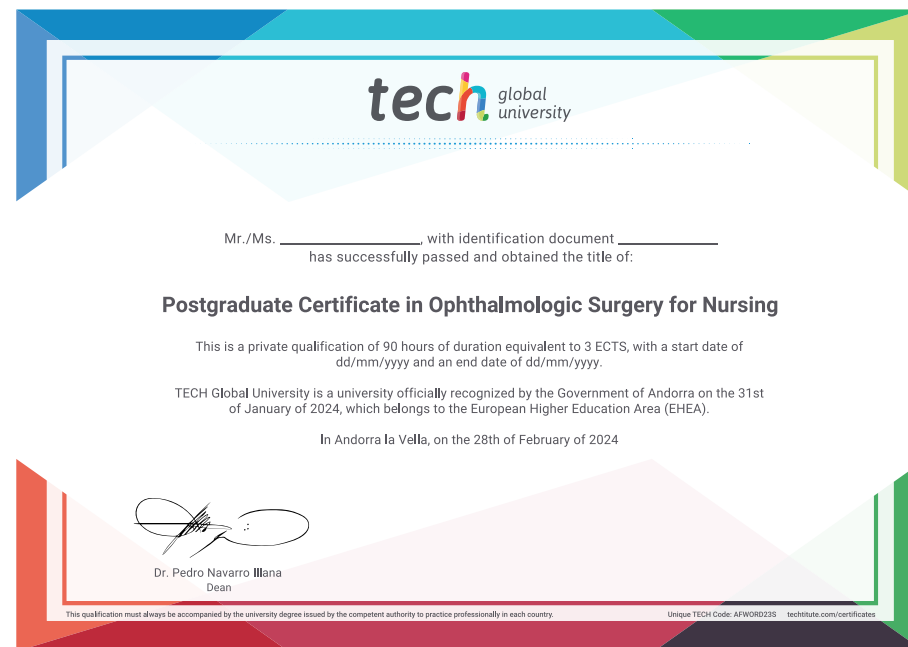 tech global university
Mr./Ms. ____________________, with identification document ______________
has successfully passed and obtained the title of:
Postgraduate Certificate in Ophthalmologic Surgery for Nursing
This is a private qualification of 90 hours of duration equivalent to 3 ECTS, with a start date of
dd/mm/yyyy and an end date of dd/mm/yyyy.
TECH Global University is a university officially recognized by the Government of Andorra on the 31st
of January of 2024, which belongs to the European Higher Education Area (EHEA).
In Andorra la Vella, on the 28th of February of 2024
Dr. Pedro Navarro Illana
Dean
This qualification must always be accompanied by the university degree issued by the competent authority to practice professionally in each country.
Unique TECH Code: AFWORD23S techtitute.com/certificates